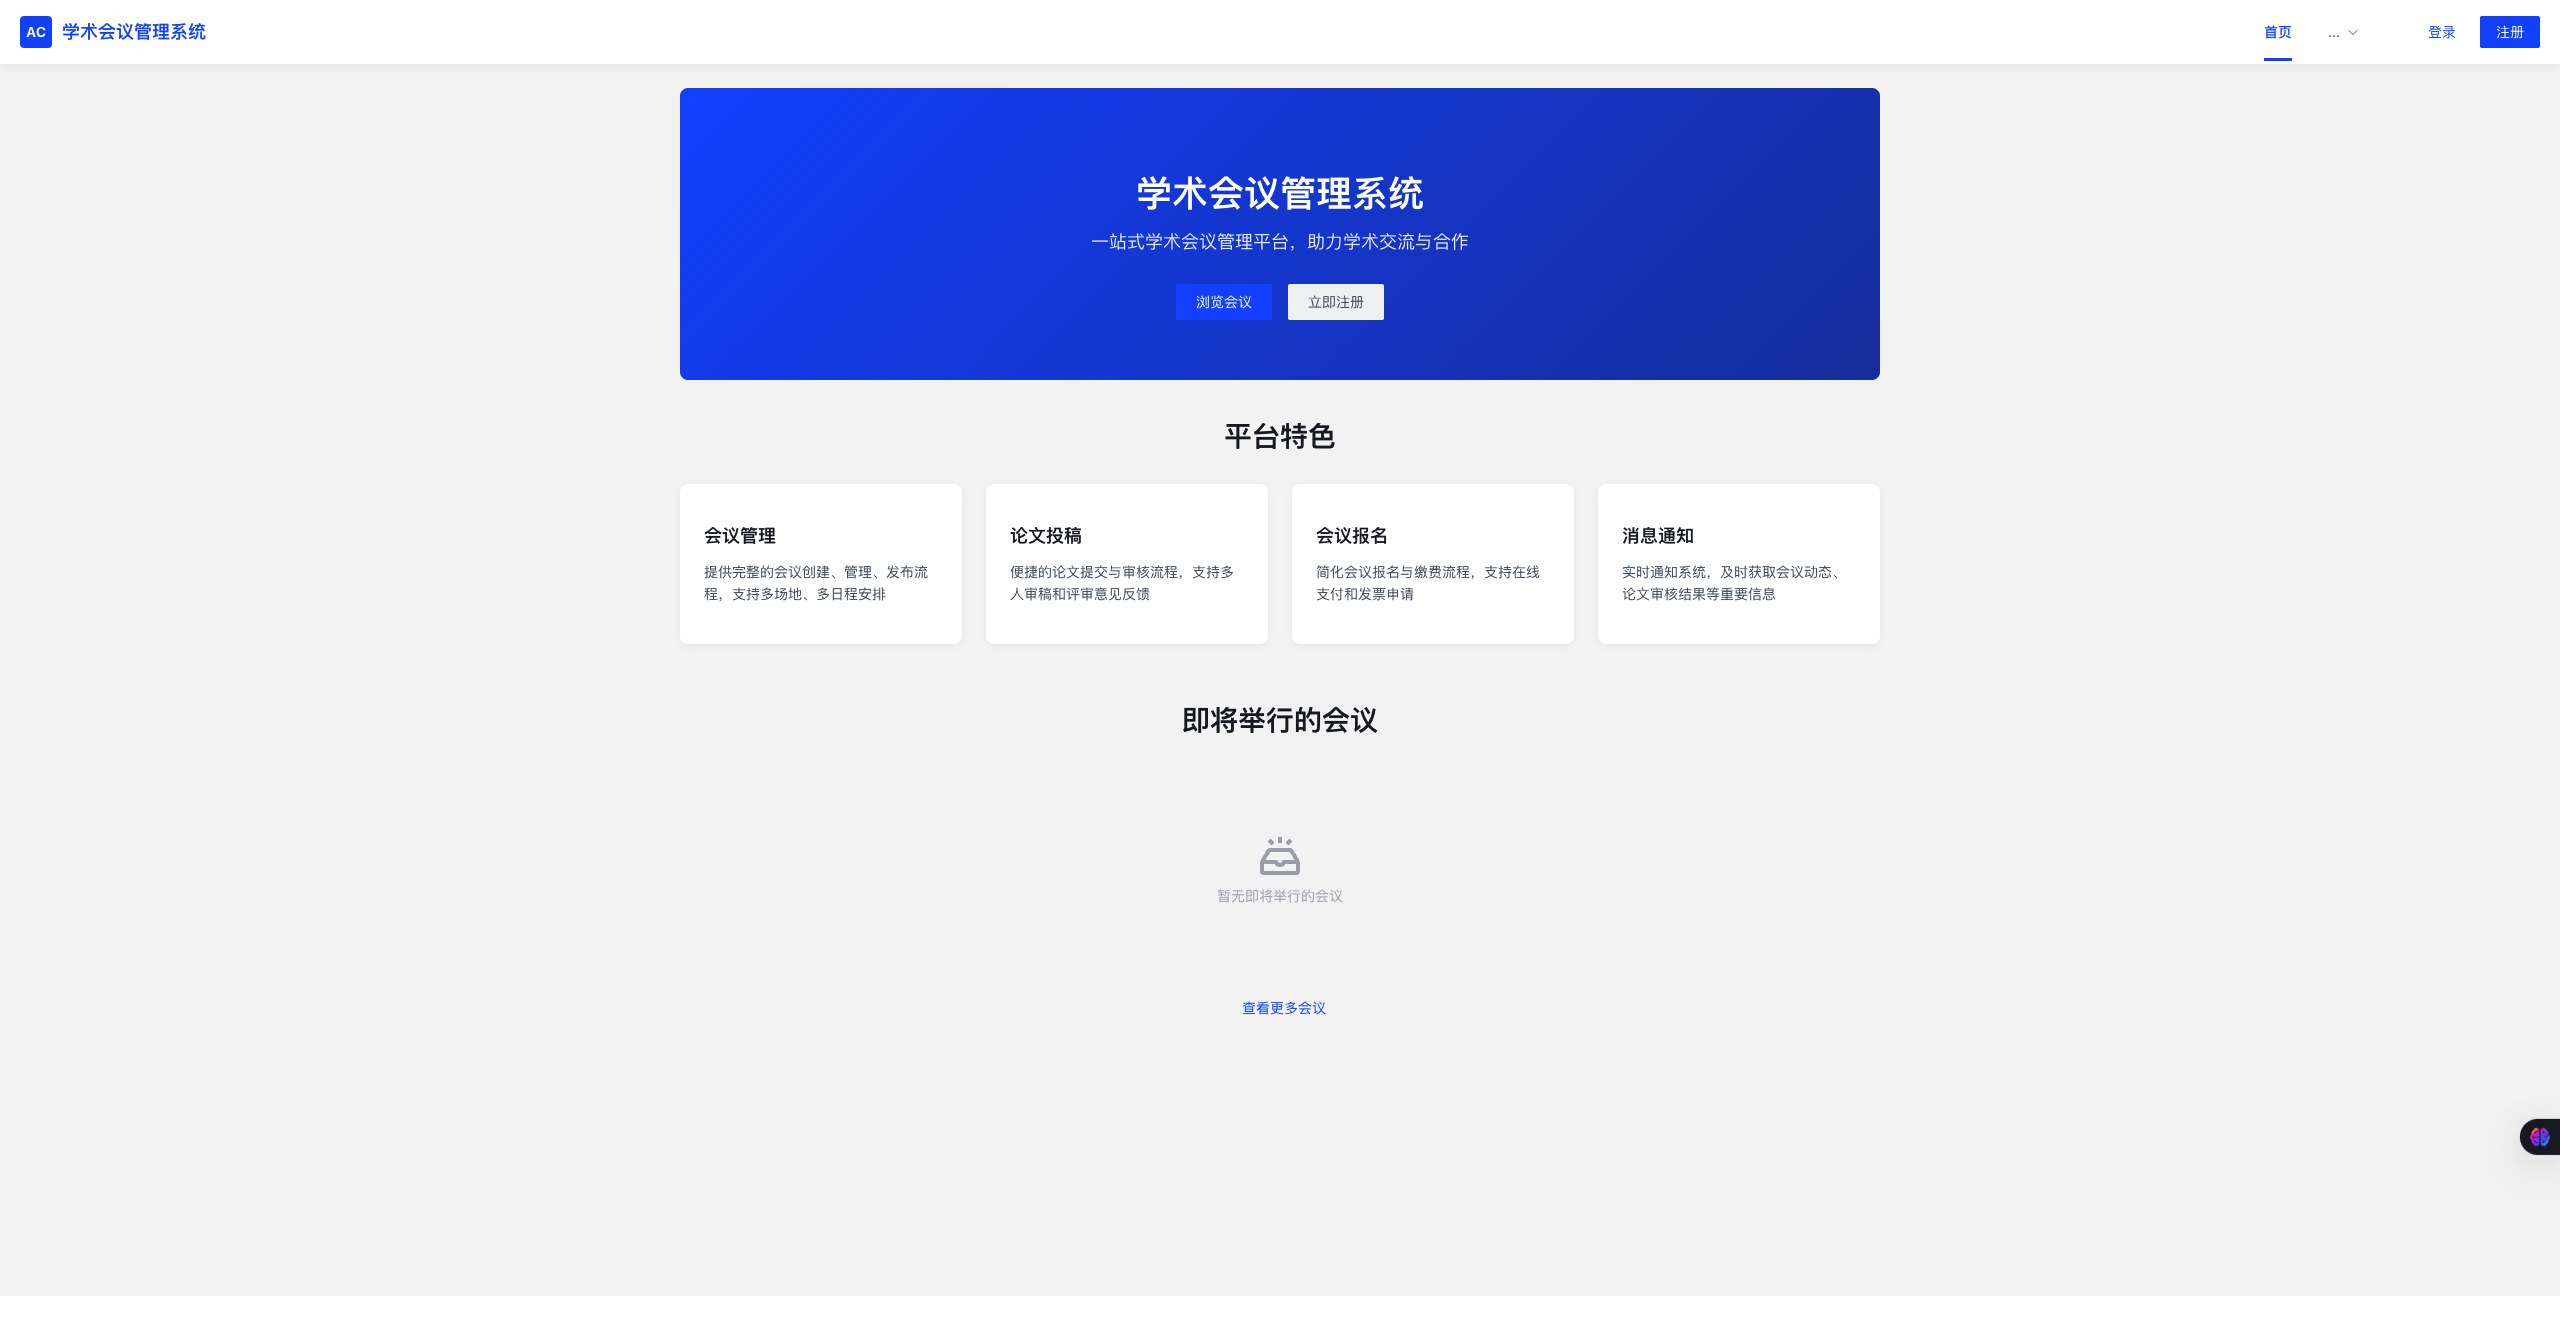 AC 学术会议管理系统
首页 ... 登录 注册
学术会议管理系统
一站式学术会议管理平台，助力学术交流与合作
浏览会议 立即注册
平台特色
会议管理
提供完整的会议创建、管理、发布流
程，支持多场地、多日程安排
论文投稿
便捷的论文提交与审核流程，支持多
人审稿和评审意见反馈
会议报名
简化会议报名与缴费流程，支持在线
支付和发票申请
消息通知
实时通知系统，及时获取会议动态、
论文审核结果等重要信息
即将举行的会议
暂无即将举行的会议
查看更多会议